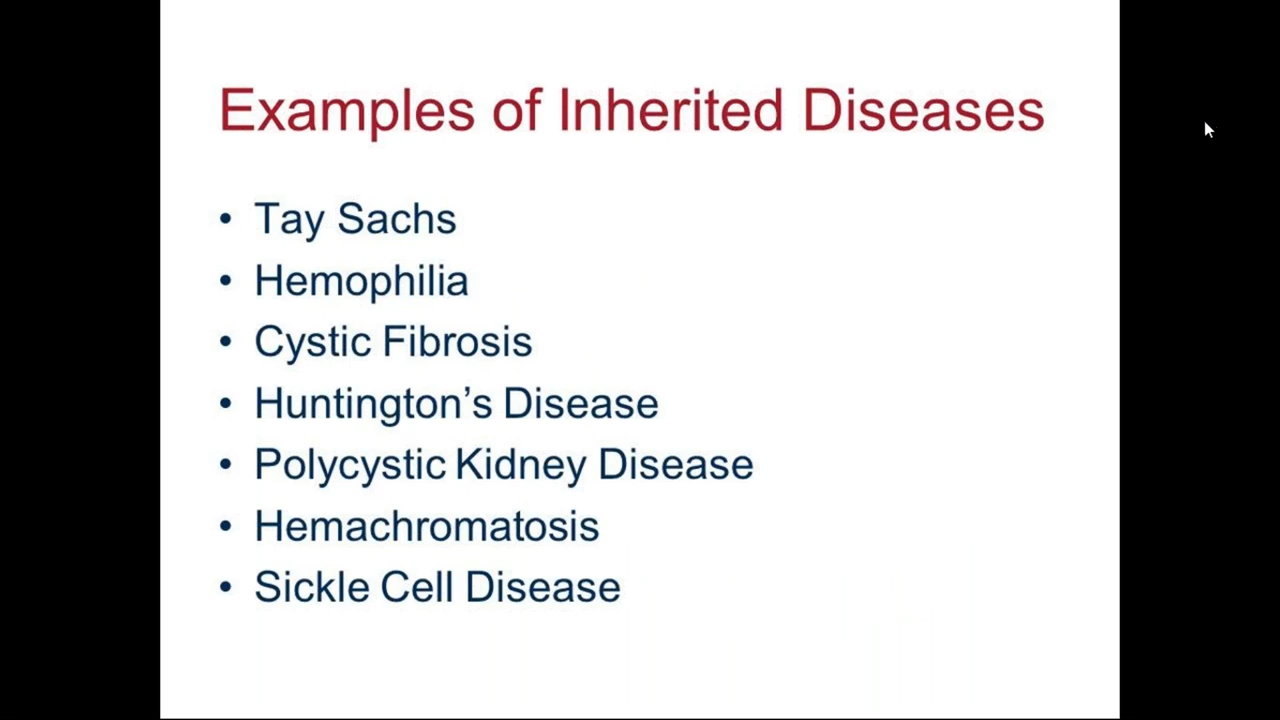 Examples of Inherited Diseases
• Tay Sachs
• Hemophilia
• Cystic Fibrosis
• Huntington’s Disease
• Polycystic Kidney Disease
• Hemachromatosis
• Sickle Cell Disease